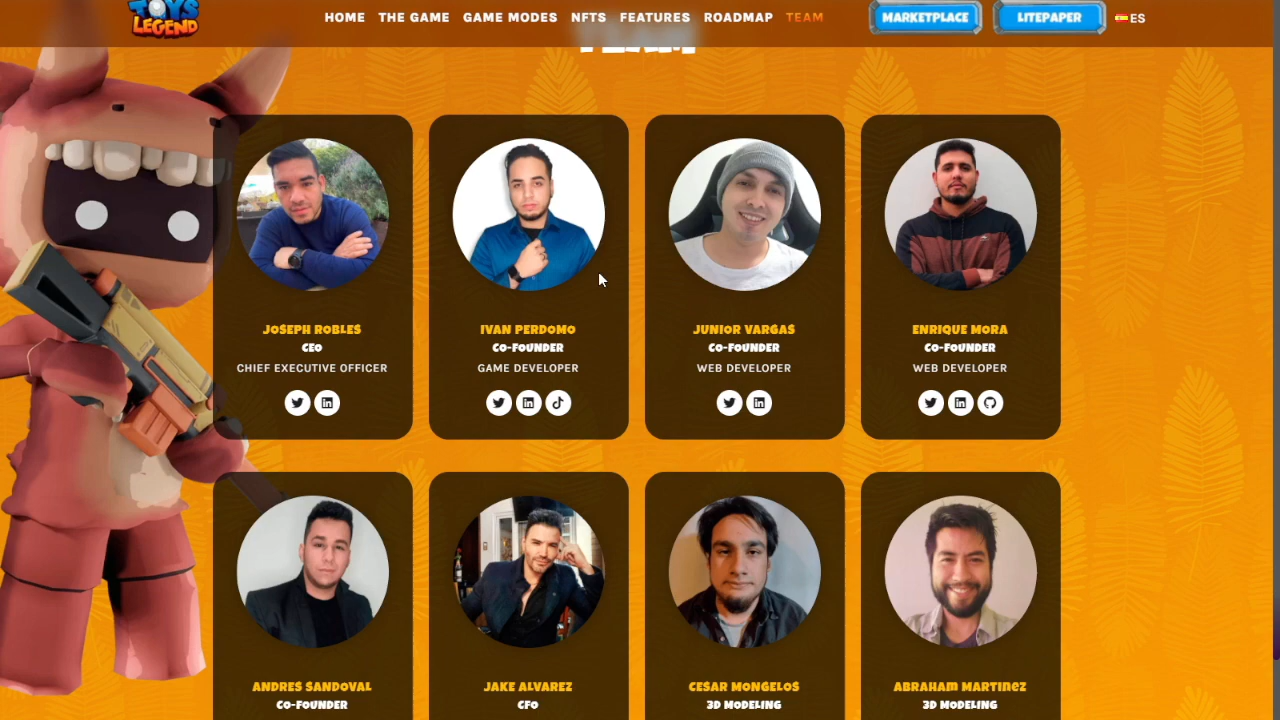 TOYS
LEGEND
HOME THE GAME GAME MODES NFTS FEATURES ROADMAP TEAM
MARKETPLACE LITEPAPER ES
TEAM
JOSEPH ROBLES
CEO
CHIEF EXECUTIVE OFFICER
IVAN PERDOMO
CO-FOUNDER
GAME DEVELOPER
JUNIOR VARGAS
CO-FOUNDER
WEB DEVELOPER
ENRIQUE MORA
CO-FOUNDER
WEB DEVELOPER
ANDRES SANDOVAL
CO-FOUNDER
JAKE ALVAREZ
CFO
CESAR MONGELOS
3D MODELING
ABRAHAM MARTINEZ
3D MODELING